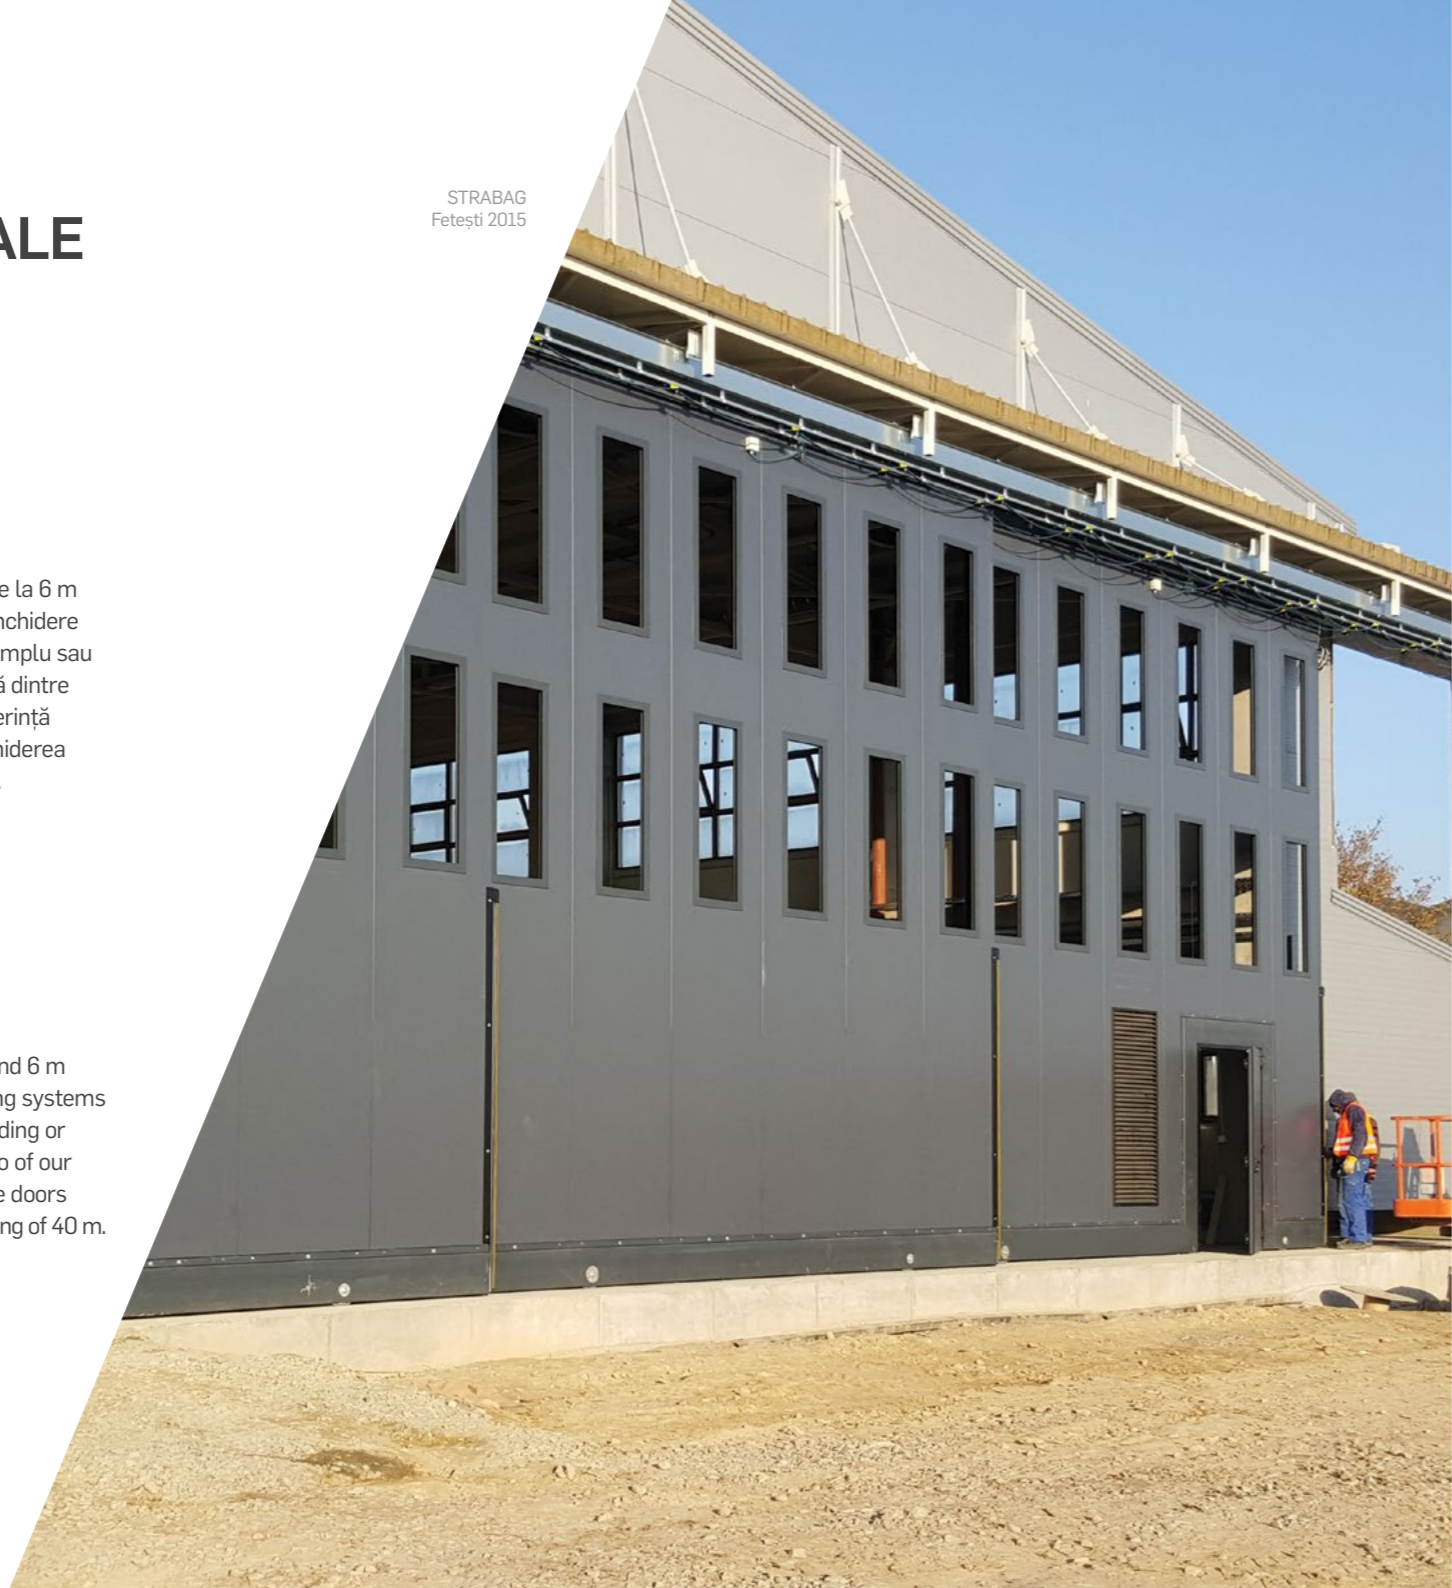 ALE
STRABAG
Fetești 2015
e la 6 m
nchidere
mplu sau
ă dintre
erință
hiderea
nd 6 m
ng systems
ding or
o of our
e doors
ng of 40 m.